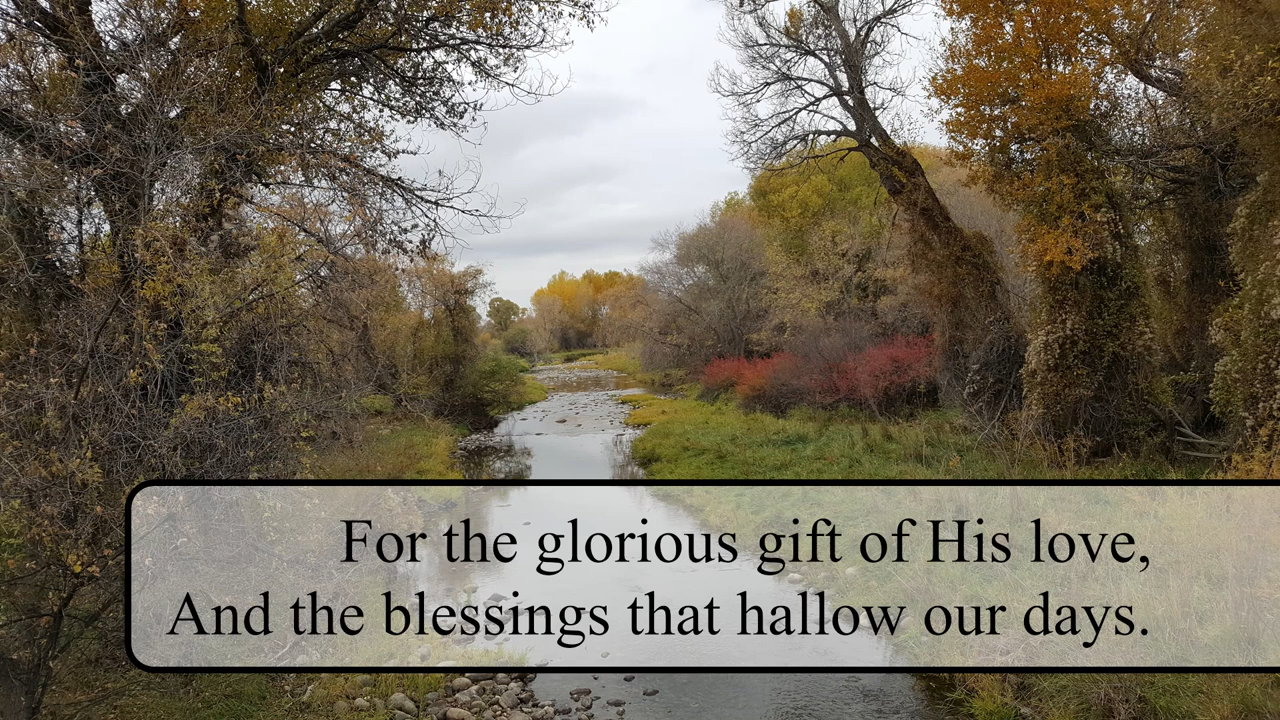 For the glorious gift of His love,
And the blessings that hallow our days.